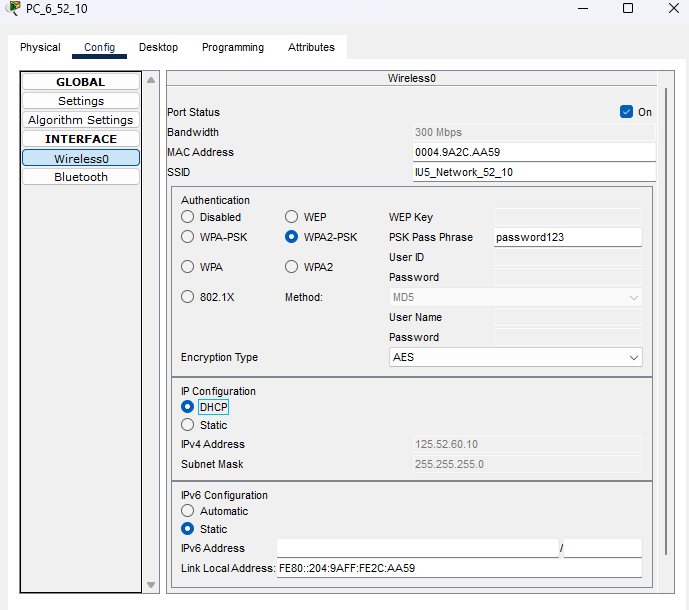 PC_6_52_10
Physical Config Desktop Programming Attributes
GLOBAL
Settings
Algorithm Settings
INTERFACE
Wireless0
Bluetooth
Wireless0
Port Status On
Bandwidth 300 Mbps
MAC Address 0004.9A2C.AA59
SSID IU5_Network_52_10
Authentication
Disabled WEP WEP Key
WPA-PSK WPA2-PSK PSK Pass Phrase password123
User ID
WPA WPA2 Password
802.1X Method: MD5
User Name
Password
Encryption Type AES
IP Configuration
DHCP
Static
IPv4 Address 125.52.60.10
Subnet Mask 255.255.255.0
IPv6 Configuration
Automatic
Static
IPv6 Address /
Link Local Address: FE80::204:9AFF:FE2C:AA59